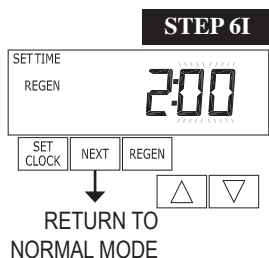 STEP 6I
SET TIME
REGEN
2:00
SET CLOCK
NEXT
REGEN
RETURN TO
NORMAL MODE